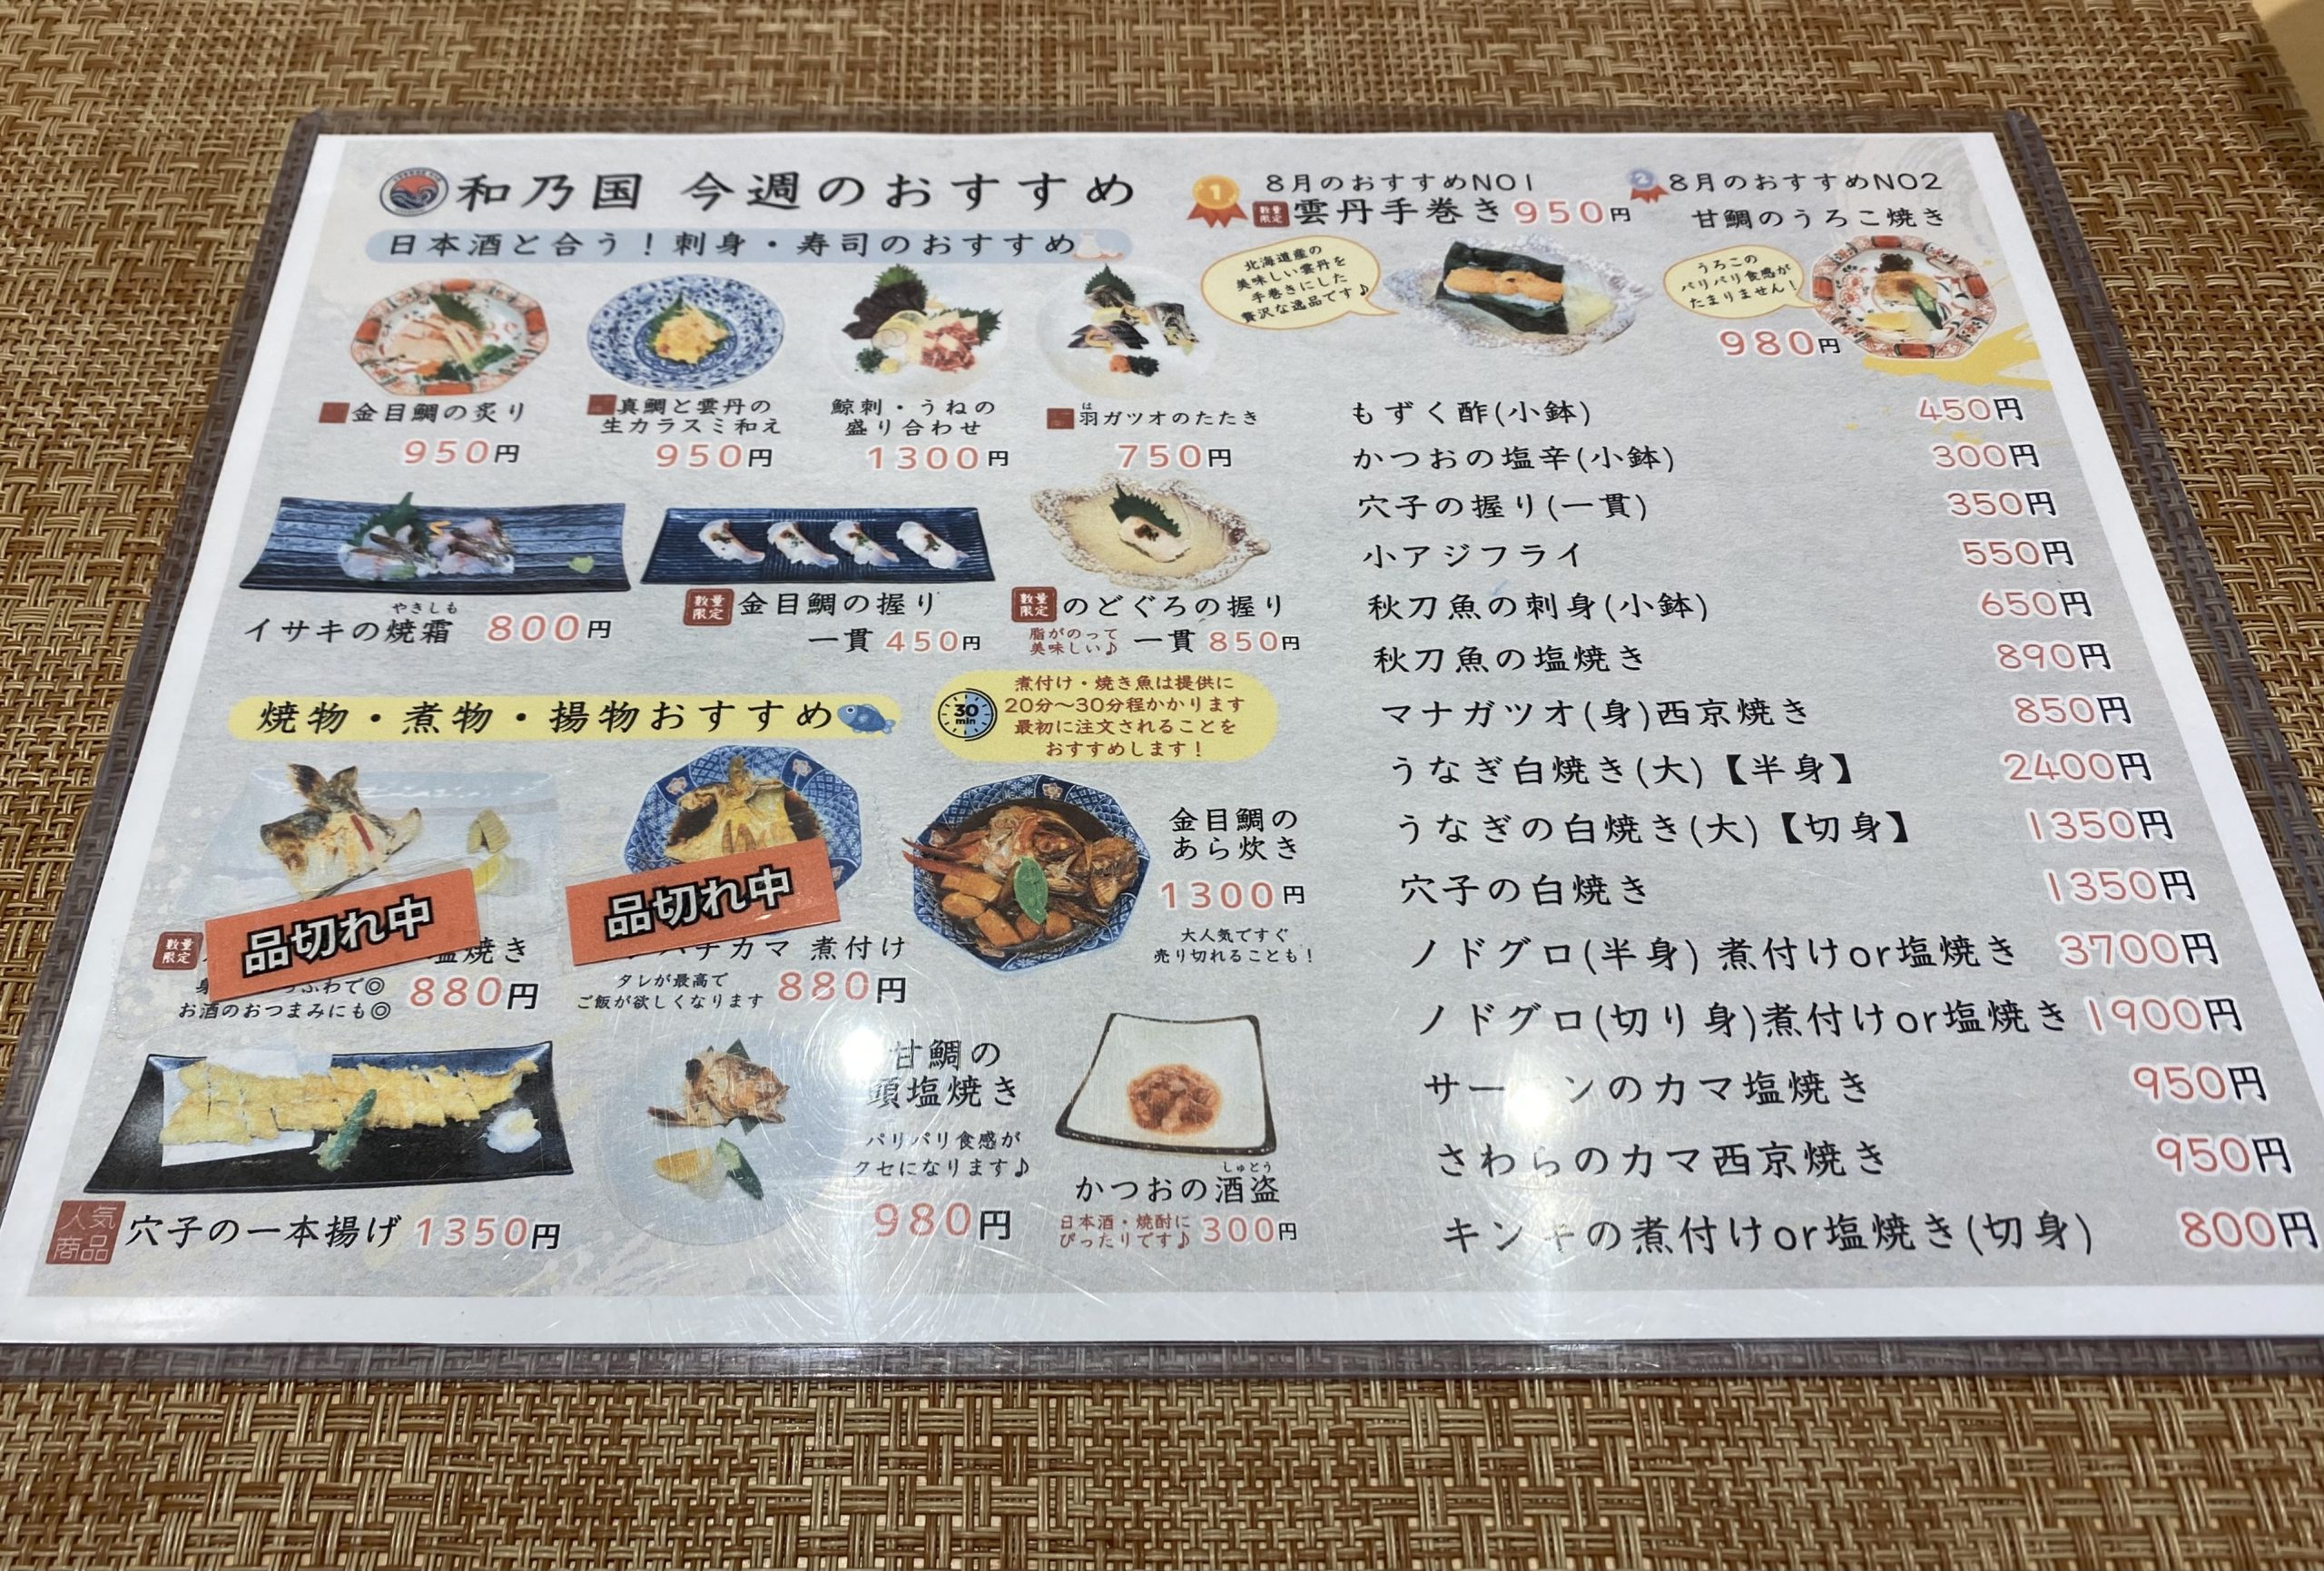 和乃国 今週のおすすめ
日本酒と合う！刺身・寿司のおすすめ
金目鯛の炙り
950円
真鯛と雲丹の
生カラスミ和え
950円
鯨刺・うねの
盛り合わせ
1300円
は
羽ガツオのたたき
750円
やきしも
イサキの焼霜 800円
数量限定
金目鯛の握り
一貫 450円
数量限定
のどぐろの握り
脂がのって
美味しい♪
一貫 850円
焼物・煮物・揚物おすすめ
30
min
煮付け・焼き魚は提供に
20分～30分程かかります
最初に注文されることを
おすすめします！
品切れ中
数量限定
塩焼き
ふわで◎
お酒のおつまみにも◎
880円
品切れ中
チカマ 煮付け
タレが最高で
ご飯が欲しくなります
880円
金目鯛の
あら炊き
1300円
大人気ですぐ
売り切れることも！
人気商品
穴子の一本揚げ 1350円
甘鯛の
頭塩焼き
パリパリ食感が
クセになります♪
980円
しゅとう
かつおの酒盗
日本酒・焼酎に
ぴったりです♪
300円
1
8月のおすすめNO1
数量限定
雲丹手巻き 950円
北海道産の
美味しい雲丹を
手巻きにした
贅沢な逸品です♪
2
8月のおすすめNO2
甘鯛のうろこ焼き
うろこの
パリパリ食感が
たまりません！
980円
もずく酢(小鉢) 450円
かつおの塩辛(小鉢) 300円
穴子の握り(一貫) 350円
小アジフライ 550円
秋刀魚の刺身(小鉢) 650円
秋刀魚の塩焼き 890円
マナガツオ(身)西京焼き 850円
うなぎ白焼き(大)【半身】 2400円
うなぎの白焼き(大)【切身】 1350円
穴子の白焼き 1350円
ノドグロ(半身) 煮付けor塩焼き 3700円
ノドグロ(切り身)煮付けor塩焼き 1900円
サーモンのカマ塩焼き 950円
さわらのカマ西京焼き 950円
キンキの煮付けor塩焼き(切身) 800円